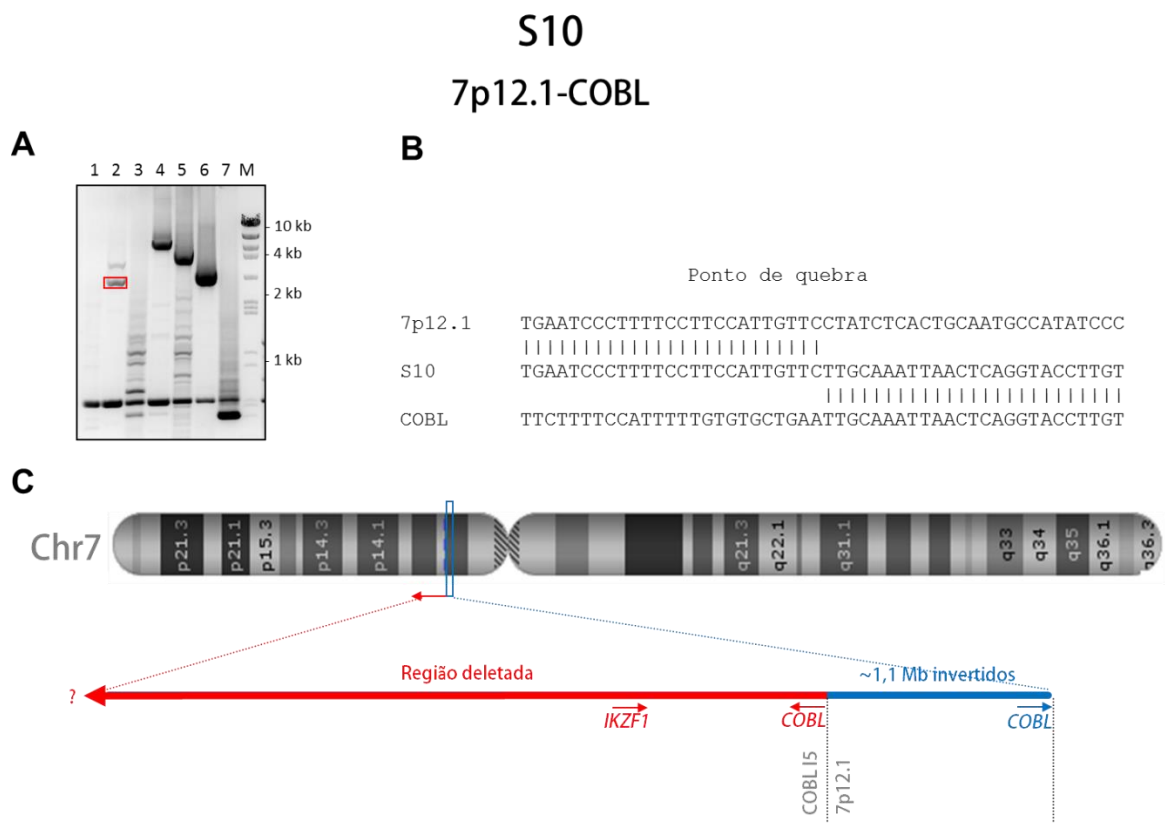 S10
7p12.1-COBL
A
1 2 3 4 5 6 7 M
10 kb
4 kb
2 kb
1 kb
B
Ponto de quebra
7p12.1 TGAATCCCTTTTCCTTCCATTGTTCCTATCTCACTGCAATGCCATATCCC
|||||||||||||||||||||||||
S10 TGAATCCCTTTTCCTTCCATTGTTCTTGCAAATTAACTCAGGTACCTTGT
|||||||||||||||||||||||||
COBL TTCTTTTCCATTTTTGTGTGCTGAATTGCAAATTAACTCAGGTACCTTGT
C
Chr7
p21.3 p21.1 p15.3 p14.3 p14.1 q21.3 q22.1 q31.1 q33 q34 q35 q36.1 q36.3
Região deletada
~1,1 Mb invertidos
?
IKZF1 COBL COBL
COBL I5
7p12.1